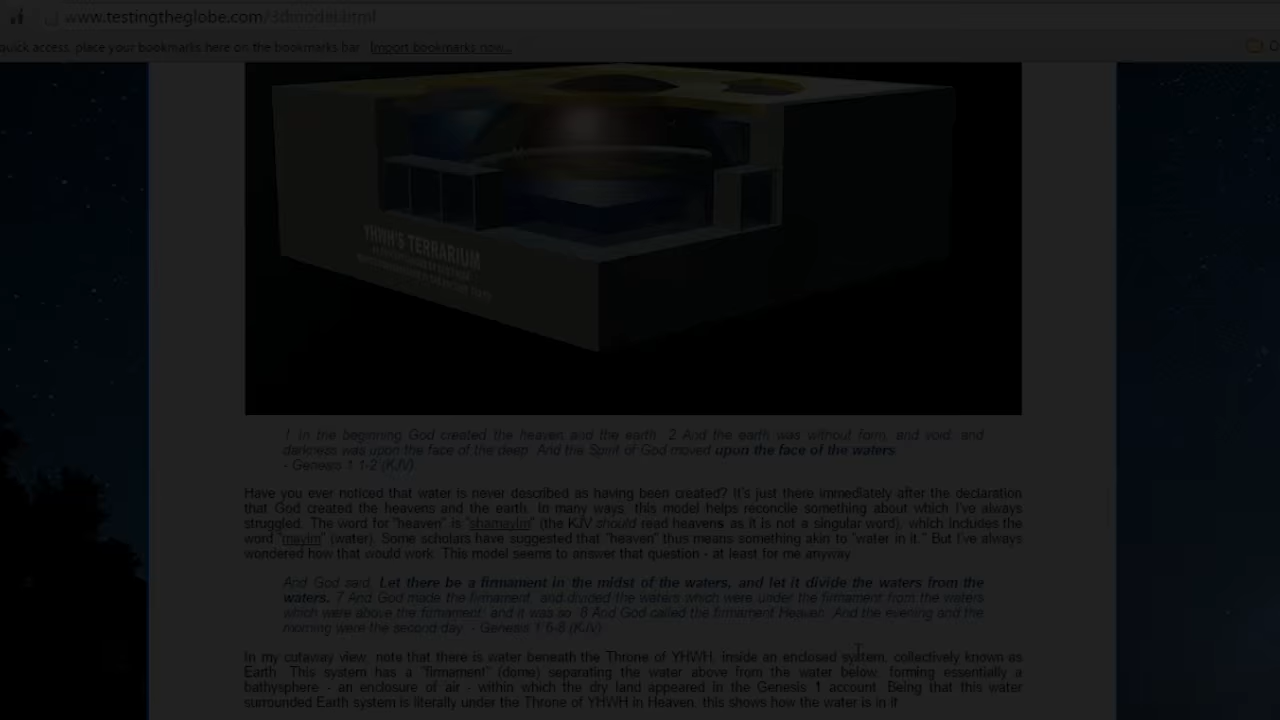 www.testingtheglobe.com/3dmodel.html
quick access, place your bookmarks here on the bookmarks bar. Import bookmarks now...
YHWH'S TERRARIUM
1 In the beginning God created the heaven and the earth. 2 And the earth was without form, and void; and
darkness was upon the face of the deep. And the Spirit of God moved upon the face of the waters.
- Genesis 1:1-2 (KJV)
Have you ever noticed that water is never described as having been created? It's just there immediately after the declaration
that God created the heavens and the earth. In many ways, this model helps reconcile something about which I've always
struggled. The word for "heaven" is "shamayim" (the KJV should read heavens as it is not a singular word), which includes the
word "mayim" (water). Some scholars have suggested that "heaven" thus means something akin to "water in it." But I've always
wondered how that would work. This model seems to answer that question - at least for me anyway.
And God said, Let there be a firmament in the midst of the waters, and let it divide the waters from the
waters. 7 And God made the firmament, and divided the waters which were under the firmament from the waters
which were above the firmament: and it was so. 8 And God called the firmament Heaven. And the evening and the
morning were the second day. - Genesis 1:6-8 (KJV)
In my cutaway view, note that there is water beneath the Throne of YHWH, inside an enclosed system, collectively known as
Earth. This system has a "firmament" (dome) separating the water above from the water below, forming essentially a
bathysphere - an enclosure of air - within which the dry land appeared in the Genesis 1 account. Being that this water
surrounded Earth system is literally under the Throne of YHWH in Heaven, this shows how the water is in it